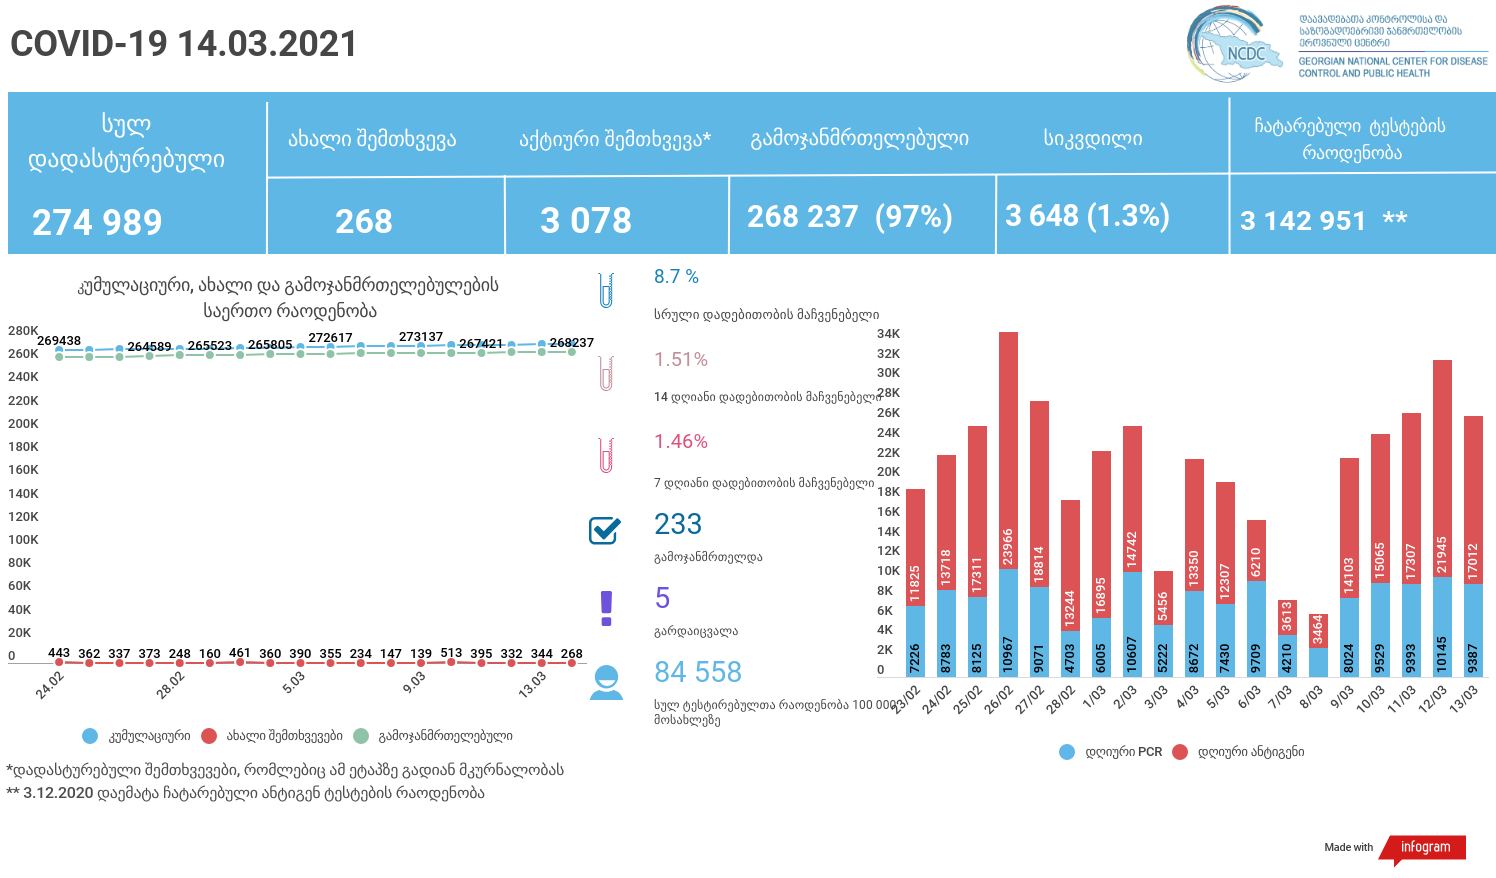 COVID-19 14.03.2021
დაავადებათა კონტროლისა და
საზოგადოებრივი ჯანმრთელობის
ეროვნული ცენტრი
NCDC
GEORGIAN NATIONAL CENTER FOR DISEASE
CONTROL AND PUBLIC HEALTH
სულ
დადასტურებული
ახალი შემთხვევა
აქტიური შემთხვევა*
გამოჯანმრთელებული
სიკვდილი
ჩატარებული ტესტების
რაოდენობა
274 989
268
3 078
268 237 (97%)
3 648 (1.3%)
3 142 951 **
კუმულაციური, ახალი და გამოჯანმრთელებულების
საერთო რაოდენობა
280K
260K
240K
220K
200K
180K
160K
140K
120K
100K
80K
60K
40K
20K
0
269438
264589
265523
265805
272617
273137
267421
268237
443 362 337 373 248 160 461 360 390 355 234 147 139 513 395 332 344 268
24.02 28.02 5.03 9.03 13.03
კუმულაციური ახალი შემთხვევები გამოჯანმრთელებული
*დადასტურებული შემთხვევები, რომლებიც ამ ეტაპზე გადიან მკურნალობას
** 3.12.2020 დაემატა ჩატარებული ანტიგენ ტესტების რაოდენობა
8.7 %
სრული დადებითობის მაჩვენებელი
1.51%
14 დღიანი დადებითობის მაჩვენებელი
1.46%
7 დღიანი დადებითობის მაჩვენებელი
233
გამოჯანმრთელდა
5
გარდაიცვალა
84 558
სულ ტესტირებულთა რაოდენობა 100 000
მოსახლეზე
34K
32K
30K
28K
26K
24K
22K
20K
18K
16K
14K
12K
10K
8K
6K
4K
2K
0
11825 13718 17311 23966 18814 13244 16895 14742 5456 13350 12307 6210 3613 3464 14103 15065 17307 21945 17012
7226 8783 8125 10967 9071 4703 6005 10607 5222 8672 7430 9709 4210 8024 9529 9393 10145 9387
23/02 24/02 25/02 26/02 27/02 28/02 1/03 2/03 3/03 4/03 5/03 6/03 7/03 8/03 9/03 10/03 11/03 12/03 13/03
დღიური PCR დღიური ანტიგენი
Made with infogram